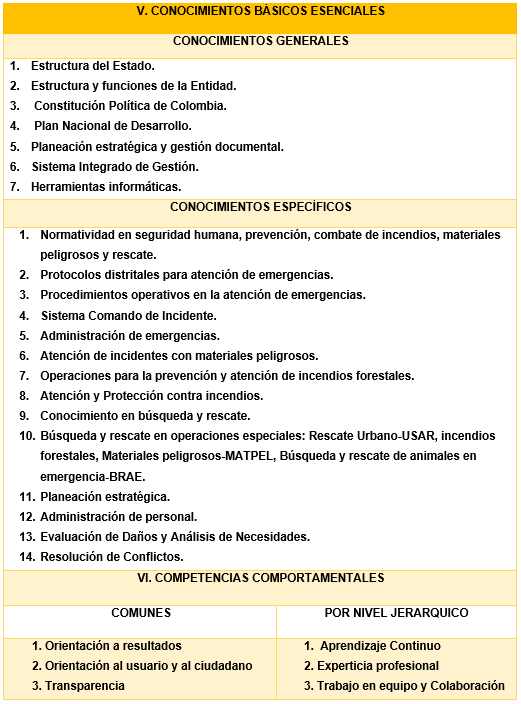 V. CONOCIMIENTOS BÁSICOS ESENCIALES
CONOCIMIENTOS GENERALES
1. Estructura del Estado.
2. Estructura y funciones de la Entidad.
3. Constitución Política de Colombia.
4. Plan Nacional de Desarrollo.
5. Planeación estratégica y gestión documental.
6. Sistema Integrado de Gestión.
7. Herramientas informáticas.
CONOCIMIENTOS ESPECÍFICOS
1. Normatividad en seguridad humana, prevención, combate de incendios, materiales
peligrosos y rescate.
2. Protocolos distritales para atención de emergencias.
3. Procedimientos operativos en la atención de emergencias.
4. Sistema Comando de Incidente.
5. Administración de emergencias.
6. Atención de incidentes con materiales peligrosos.
7. Operaciones para la prevención y atención de incendios forestales.
8. Atención y Protección contra incendios.
9. Conocimiento en búsqueda y rescate.
10. Búsqueda y rescate en operaciones especiales: Rescate Urbano-USAR, incendios
forestales, Materiales peligrosos-MATPEL, Búsqueda y rescate de animales en
emergencia-BRAE.
11. Planeación estratégica.
12. Administración de personal.
13. Evaluación de Daños y Análisis de Necesidades.
14. Resolución de Conflictos.
VI. COMPETENCIAS COMPORTAMENTALES
COMUNES
1. Orientación a resultados
2. Orientación al usuario y al ciudadano
3. Transparencia
POR NIVEL JERARQUICO
1. Aprendizaje Continuo
2. Experticia profesional
3. Trabajo en equipo y Colaboración